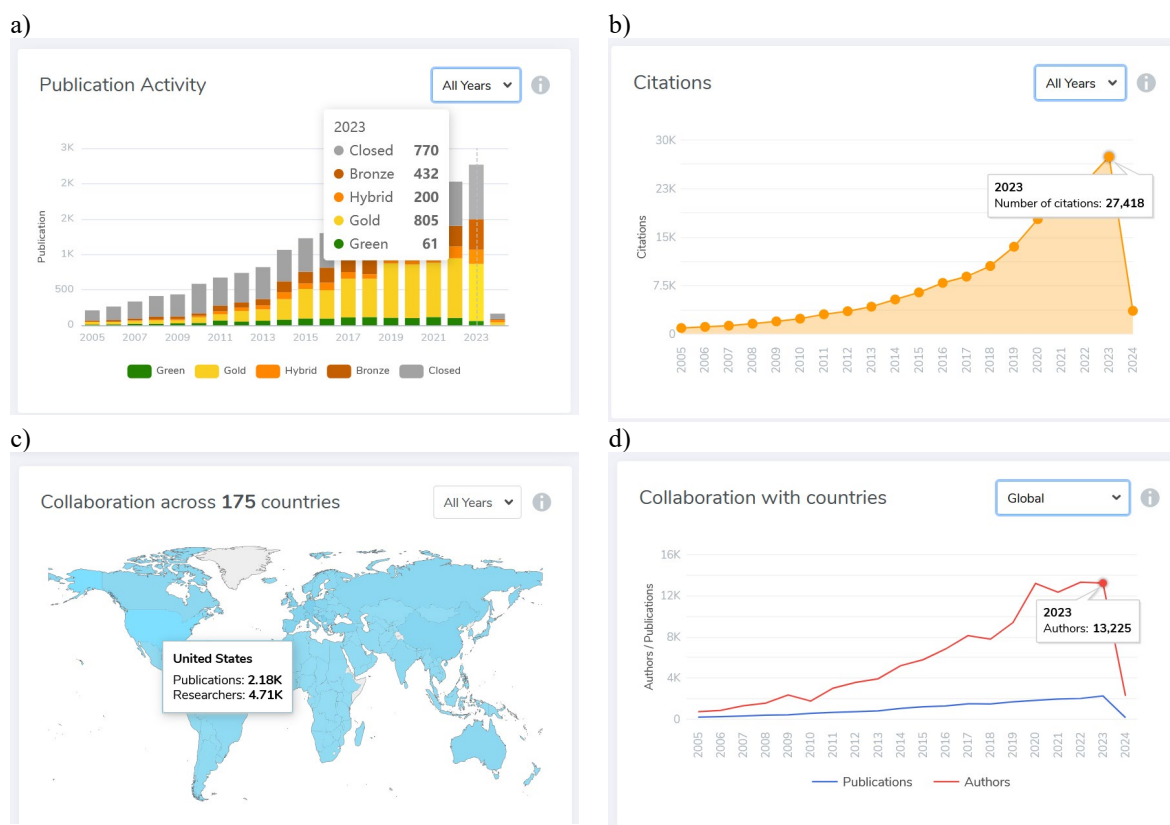 a)
Publication Activity
All Years
3K
2K
2K
1K
500
0
Publication
2023
Closed 770
Bronze 432
Hybrid 200
Gold 805
Green 61
2005 2007 2009 2011 2013 2015 2017 2019 2021 2023
Green Gold Hybrid Bronze Closed
b)
Citations
All Years
30K
23K
15K
7.5K
0
Citations
2023
Number of citations: 27,418
2005 2006 2007 2008 2009 2010 2011 2012 2013 2014 2015 2016 2017 2018 2019 2020 2021 2022 2023 2024
c)
Collaboration across 175 countries
All Years
United States
Publications: 2.18K
Researchers: 4.71K
d)
Collaboration with countries
Global
16K
12K
8K
4K
0
Authors / Publications
2023
Authors: 13,225
2005 2006 2007 2008 2009 2010 2011 2012 2013 2014 2015 2016 2017 2018 2019 2020 2021 2022 2023 2024
Publications Authors